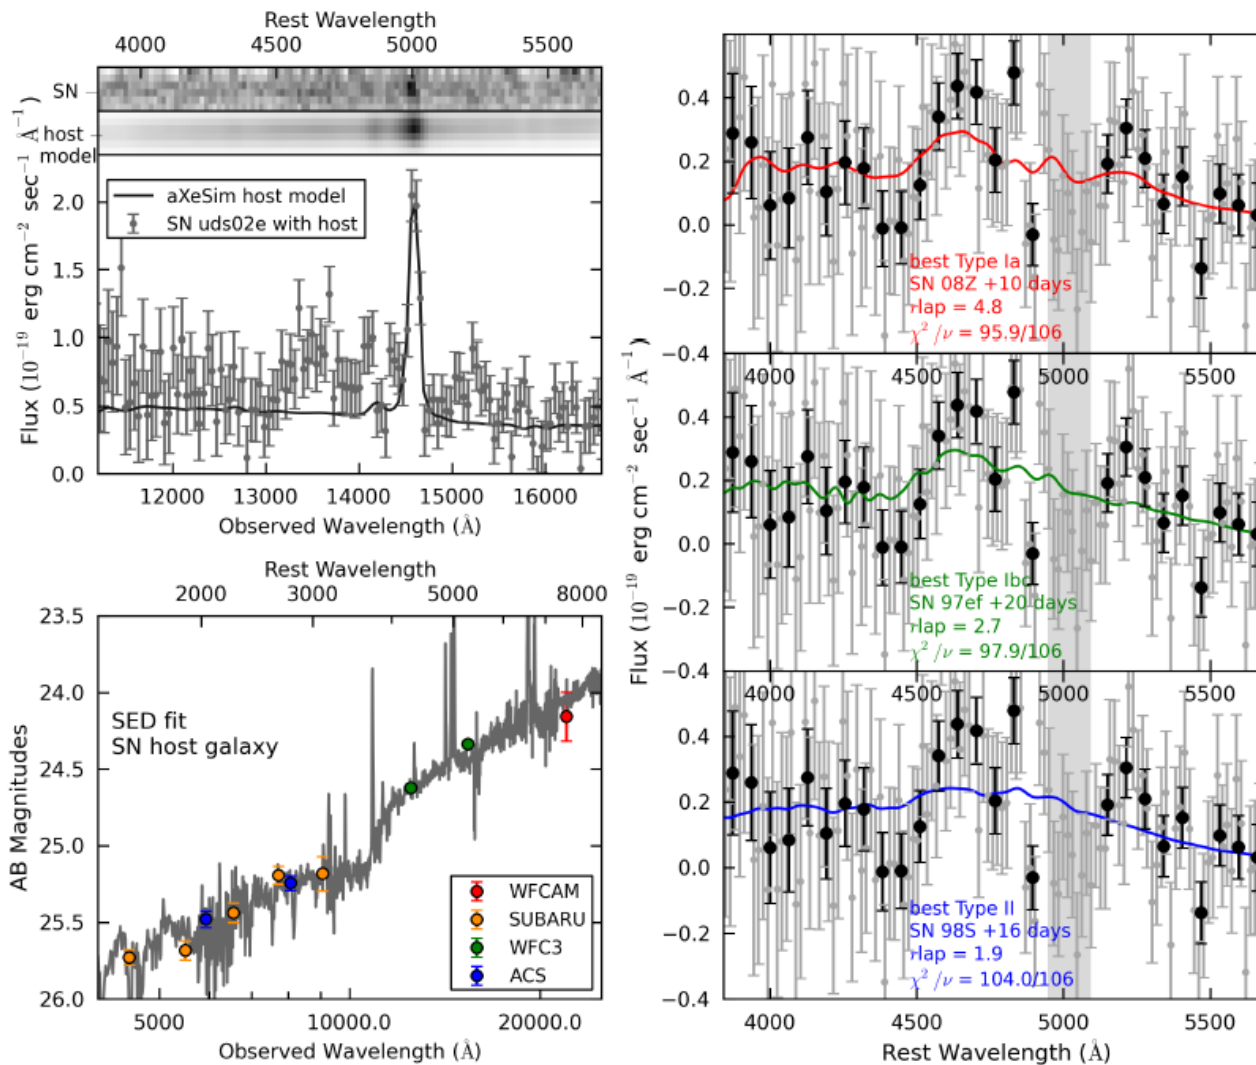 Rest Wavelength
4000 4500 5000 5500
SN
host
model
aXeSim host model
SN uds02e with host
2.0
1.5
1.0
0.5
0.0
Flux (10⁻¹⁹ erg cm⁻² sec⁻¹ Å⁻¹)
12000 13000 14000 15000 16000
Observed Wavelength (Å)
Rest Wavelength
2000 3000 5000 8000
23.5
24.0
24.5
25.0
25.5
26.0
AB Magnitudes
SED fit
SN host galaxy
WFCAM
SUBARU
WFC3
ACS
5000 10000.0 20000.0
Observed Wavelength (Å)
Flux (10⁻¹⁹ erg cm⁻² sec⁻¹ Å⁻¹)
0.4
0.2
0.0
−0.2
−0.4
best Type Ia
SN 08Z +10 days
rlap = 4.8
χ² /ν = 95.9/106
4000 4500 5000 5500
0.4
0.2
0.0
−0.2
−0.4
best Type Ibc
SN 97ef +20 days
rlap = 2.7
χ² /ν = 97.9/106
4000 4500 5000 5500
0.4
0.2
0.0
−0.2
−0.4
best Type II
SN 98S +16 days
rlap = 1.9
χ² /ν = 104.0/106
4000 4500 5000 5500
Rest Wavelength (Å)